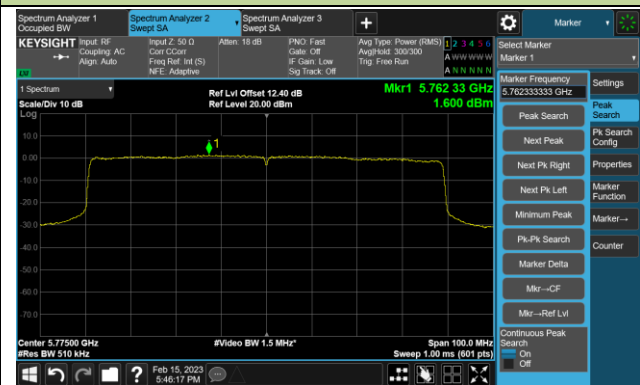 Spectrum Analyzer 1
Occupied BW
Spectrum Analyzer 2
Swept SA
Spectrum Analyzer 3
Swept SA
Marker
KEYSIGHT
Input: RF
Coupling: AC
Align: Auto
Input Z: 50 Ω
Corr CCorr
Freq Ref: Int (S)
NFE: Adaptive
Atten: 18 dB
PNO: Fast
Gate: Off
IF Gain: Low
Sig Track: Off
Avg Type: Power (RMS)
Avg|Hold: 300/300
Trig: Free Run
1 2 3 4 5 6
A W W W W W
A N N N N N
LXI
Select Marker
Marker 1
1 Spectrum
Scale/Div 10 dB
Log
Ref Lvl Offset 12.40 dB
Ref Level 20.00 dBm
Mkr1 5.762 33 GHz
1.600 dBm
1
10.0
0.00
-10.0
-20.0
-30.0
-40.0
-50.0
-60.0
-70.0
Center 5.77500 GHz
#Res BW 510 kHz
#Video BW 1.5 MHz*
Span 100.0 MHz
Sweep 1.00 ms (601 pts)
Marker Frequency
5.762333333 GHz
Peak Search
Next Peak
Next Pk Right
Next Pk Left
Minimum Peak
Pk-Pk Search
Marker Delta
Mkr→CF
Mkr→Ref Lvl
Continuous Peak
Search
On
Off
Settings
Peak
Search
Pk Search
Config
Properties
Marker
Function
Marker→
Counter
Feb 15, 2023
5:46:17 PM